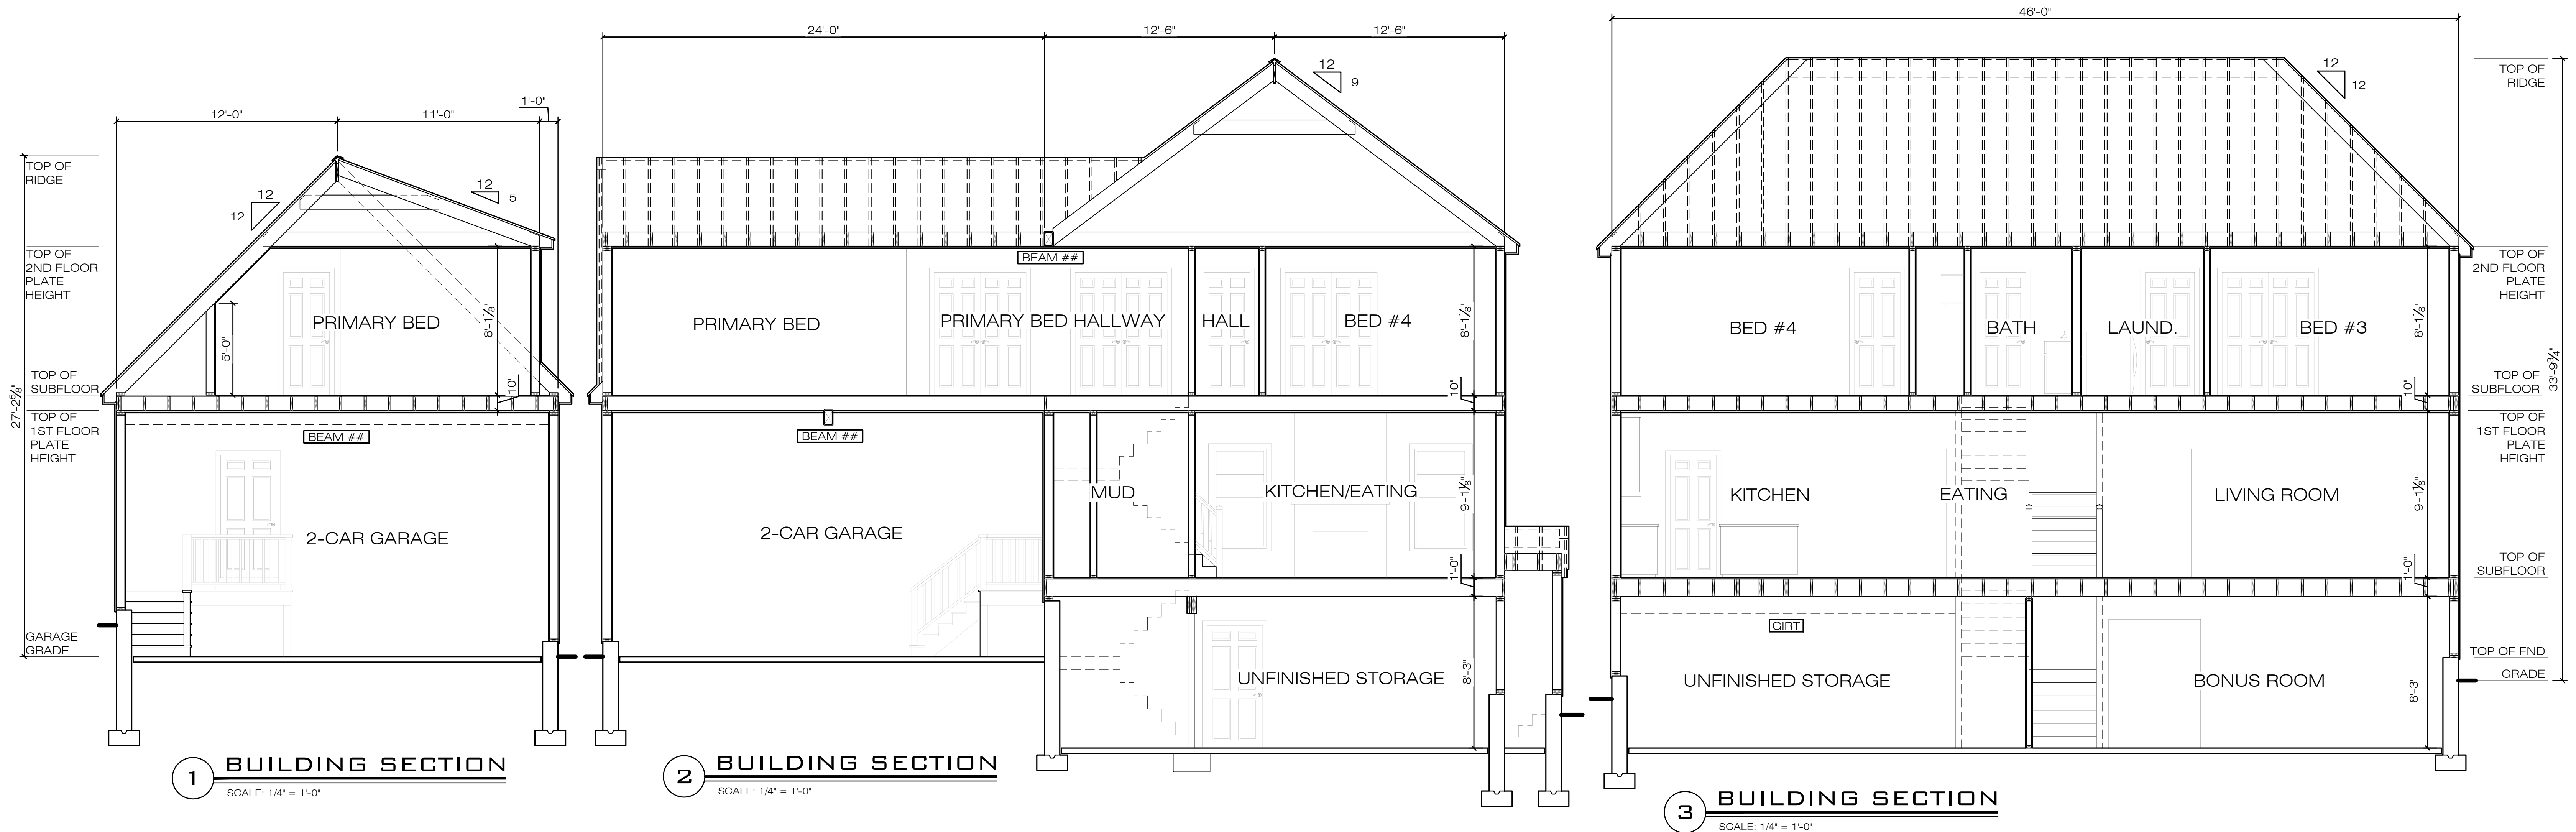 12'-0"
11'-0"
1'-0"
TOP OF
RIDGE
12
12
12
5
TOP OF
2ND FLOOR
PLATE
HEIGHT
PRIMARY BED
5'-0"
8'-1⅛"
10"
TOP OF
SUBFLOOR
27'-2⅝"
TOP OF
1ST FLOOR
PLATE
HEIGHT
BEAM ##
2-CAR GARAGE
GARAGE
GRADE
1
BUILDING SECTION
SCALE: 1/4" = 1'-0"
24'-0"
12'-6"
12'-6"
12
9
BEAM ##
PRIMARY BED
PRIMARY BED HALLWAY
HALL
BED #4
8'-1⅛"
10"
BEAM ##
2-CAR GARAGE
MUD
KITCHEN/EATING
9'-1⅛"
1'-0"
UNFINISHED STORAGE
8'-3"
2
BUILDING SECTION
SCALE: 1/4" = 1'-0"
46'-0"
12
12
TOP OF
RIDGE
TOP OF
2ND FLOOR
PLATE
HEIGHT
BED #4
BATH
LAUND.
BED #3
8'-1⅛"
33'-9¾"
10"
TOP OF
SUBFLOOR
TOP OF
1ST FLOOR
PLATE
HEIGHT
KITCHEN
EATING
LIVING ROOM
9'-1⅛"
1'-0"
TOP OF
SUBFLOOR
GIRT
UNFINISHED STORAGE
BONUS ROOM
8'-3"
TOP OF FND
GRADE
3
BUILDING SECTION
SCALE: 1/4" = 1'-0"